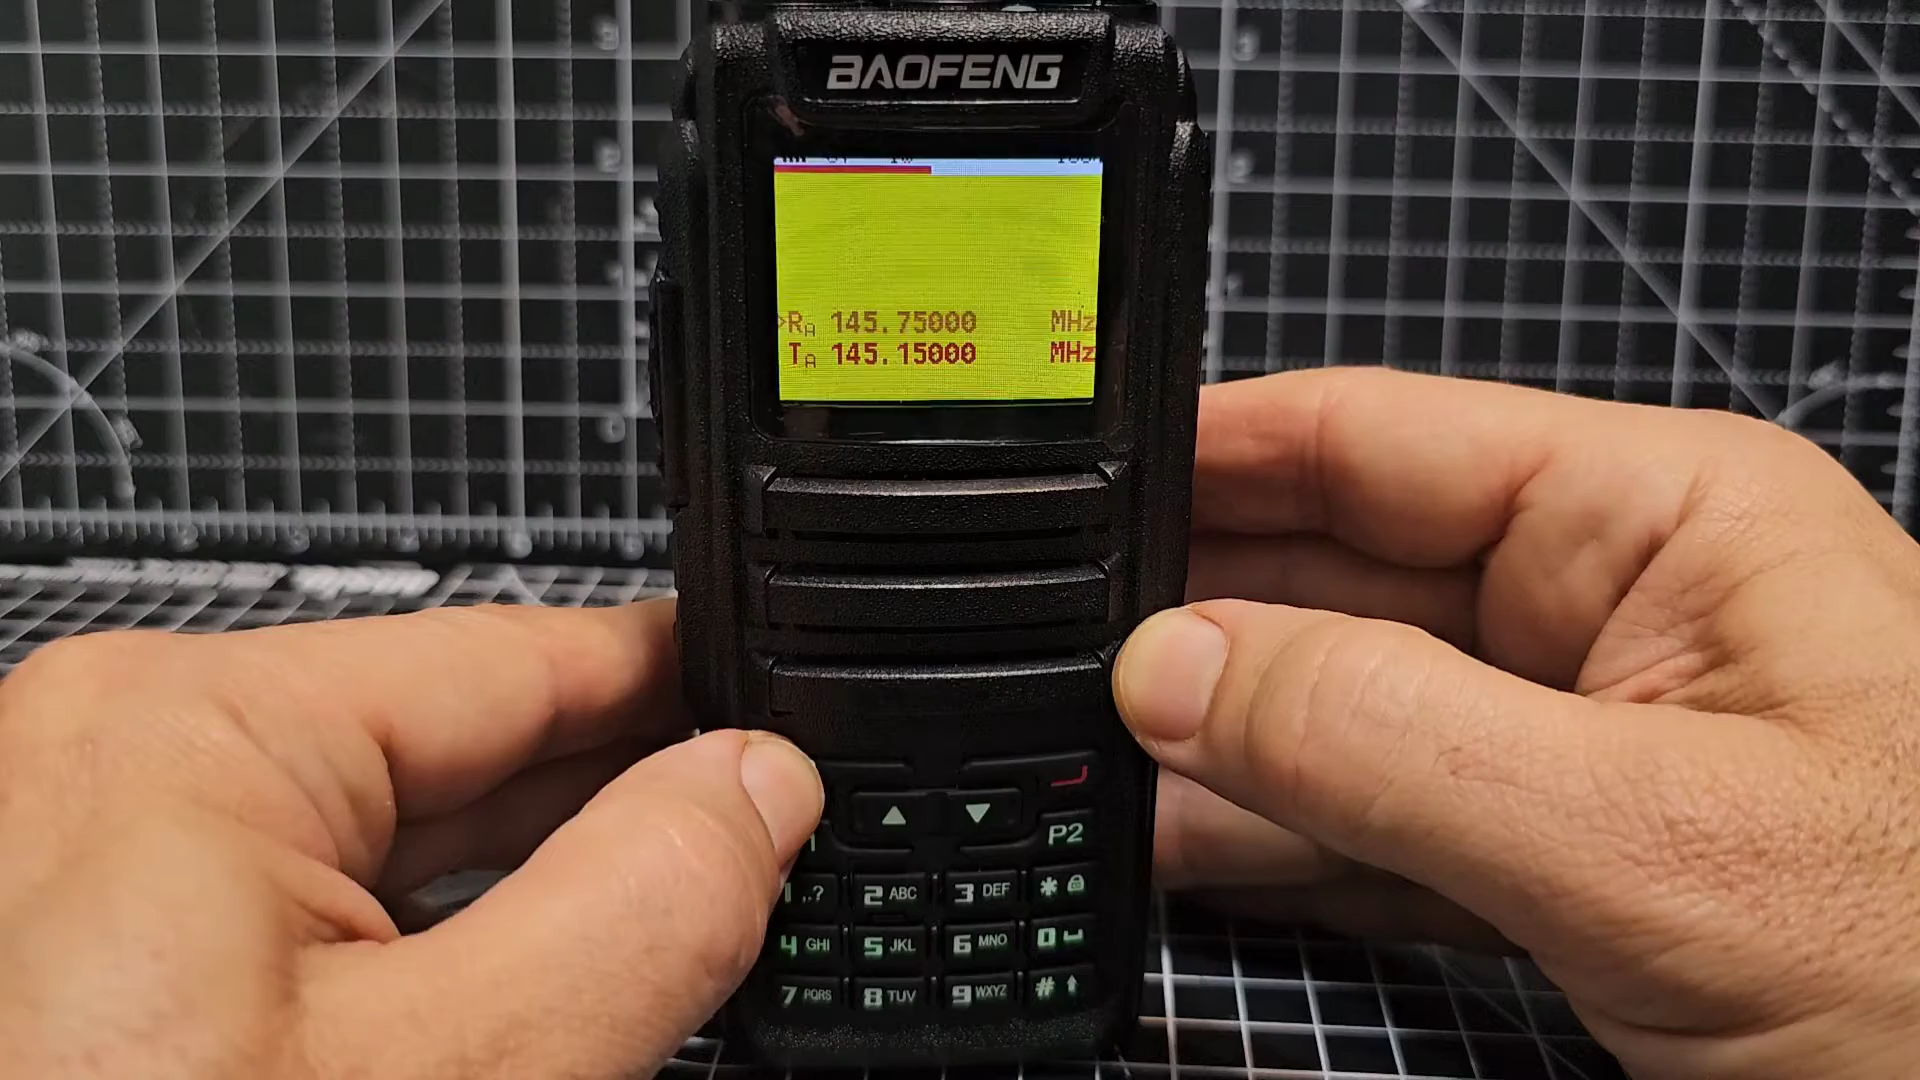 BAOFENG
>RA 145.75000 MHz
TA 145.15000 MHz
P2
1 ,.? 2 ABC 3 DEF *
4 GHI 5 JKL 6 MNO 0
7 PQRS 8 TUV 9 WXYZ #